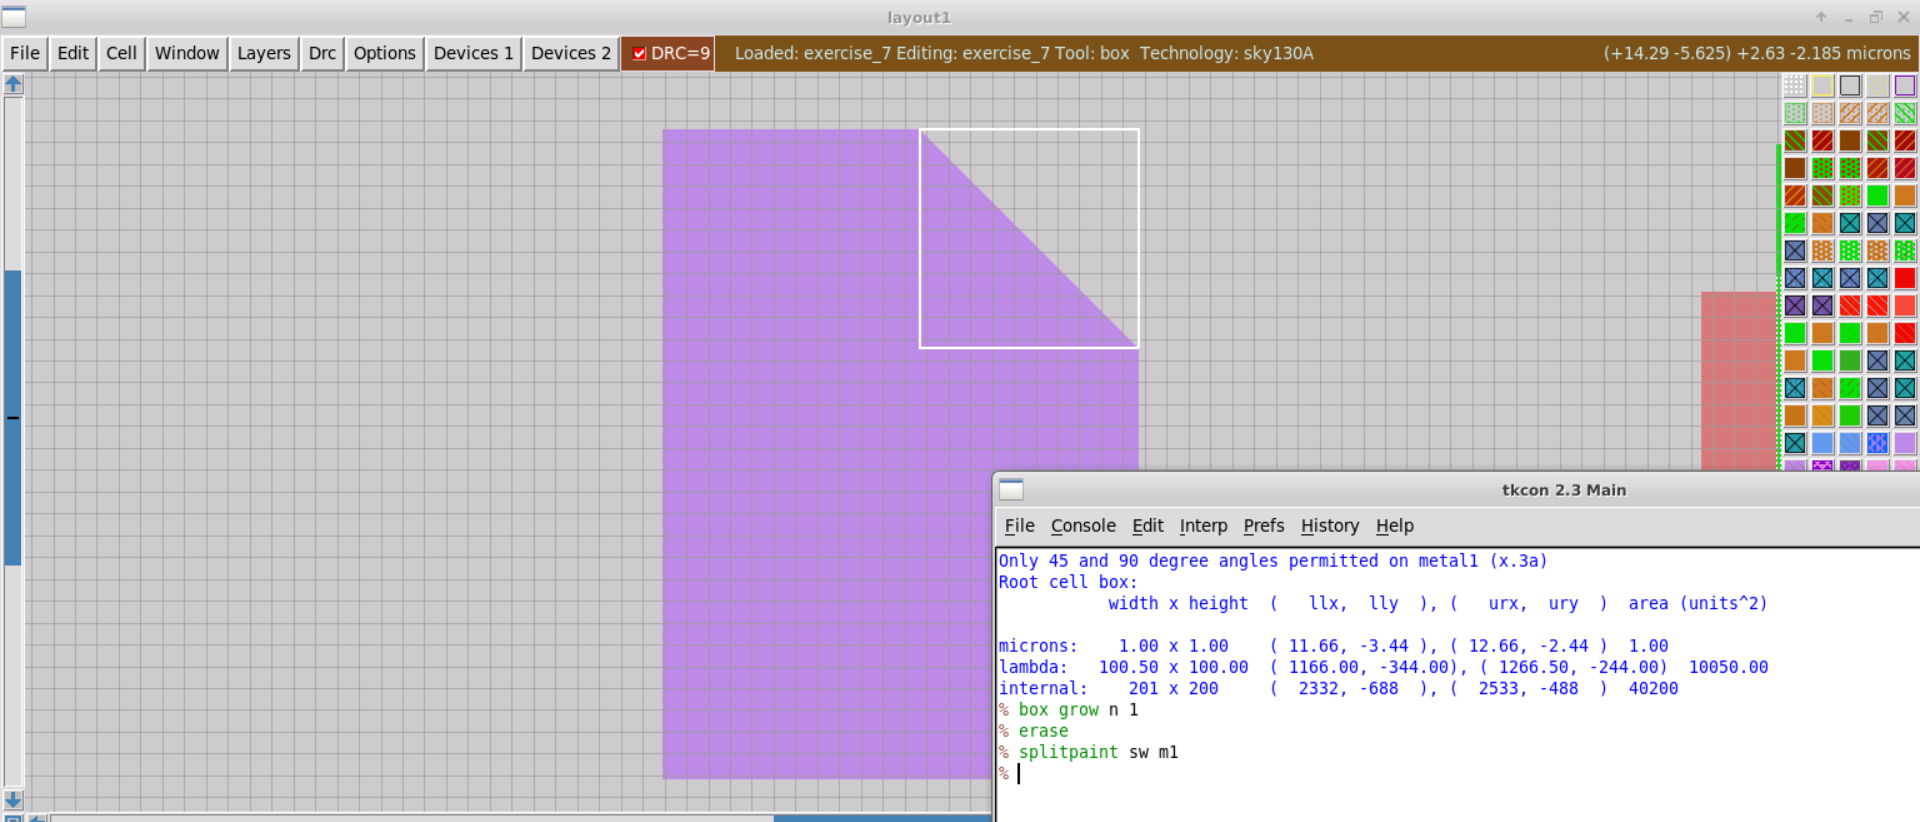 layout1
File Edit Cell Window Layers Drc Options Devices 1 Devices 2 DRC=9 Loaded: exercise_7 Editing: exercise_7 Tool: box Technology: sky130A (+14.29 -5.625) +2.63 -2.185 microns
tkcon 2.3 Main
File Console Edit Interp Prefs History Help
Only 45 and 90 degree angles permitted on metal1 (x.3a)
Root cell box:
width x height ( llx, lly ), ( urx, ury ) area (units^2)
microns: 1.00 x 1.00 ( 11.66, -3.44 ), ( 12.66, -2.44 ) 1.00
lambda: 100.50 x 100.00 ( 1166.00, -344.00), ( 1266.50, -244.00) 10050.00
internal: 201 x 200 ( 2332, -688 ), ( 2533, -488 ) 40200
% box grow n 1
% erase
% splitpaint sw m1
%